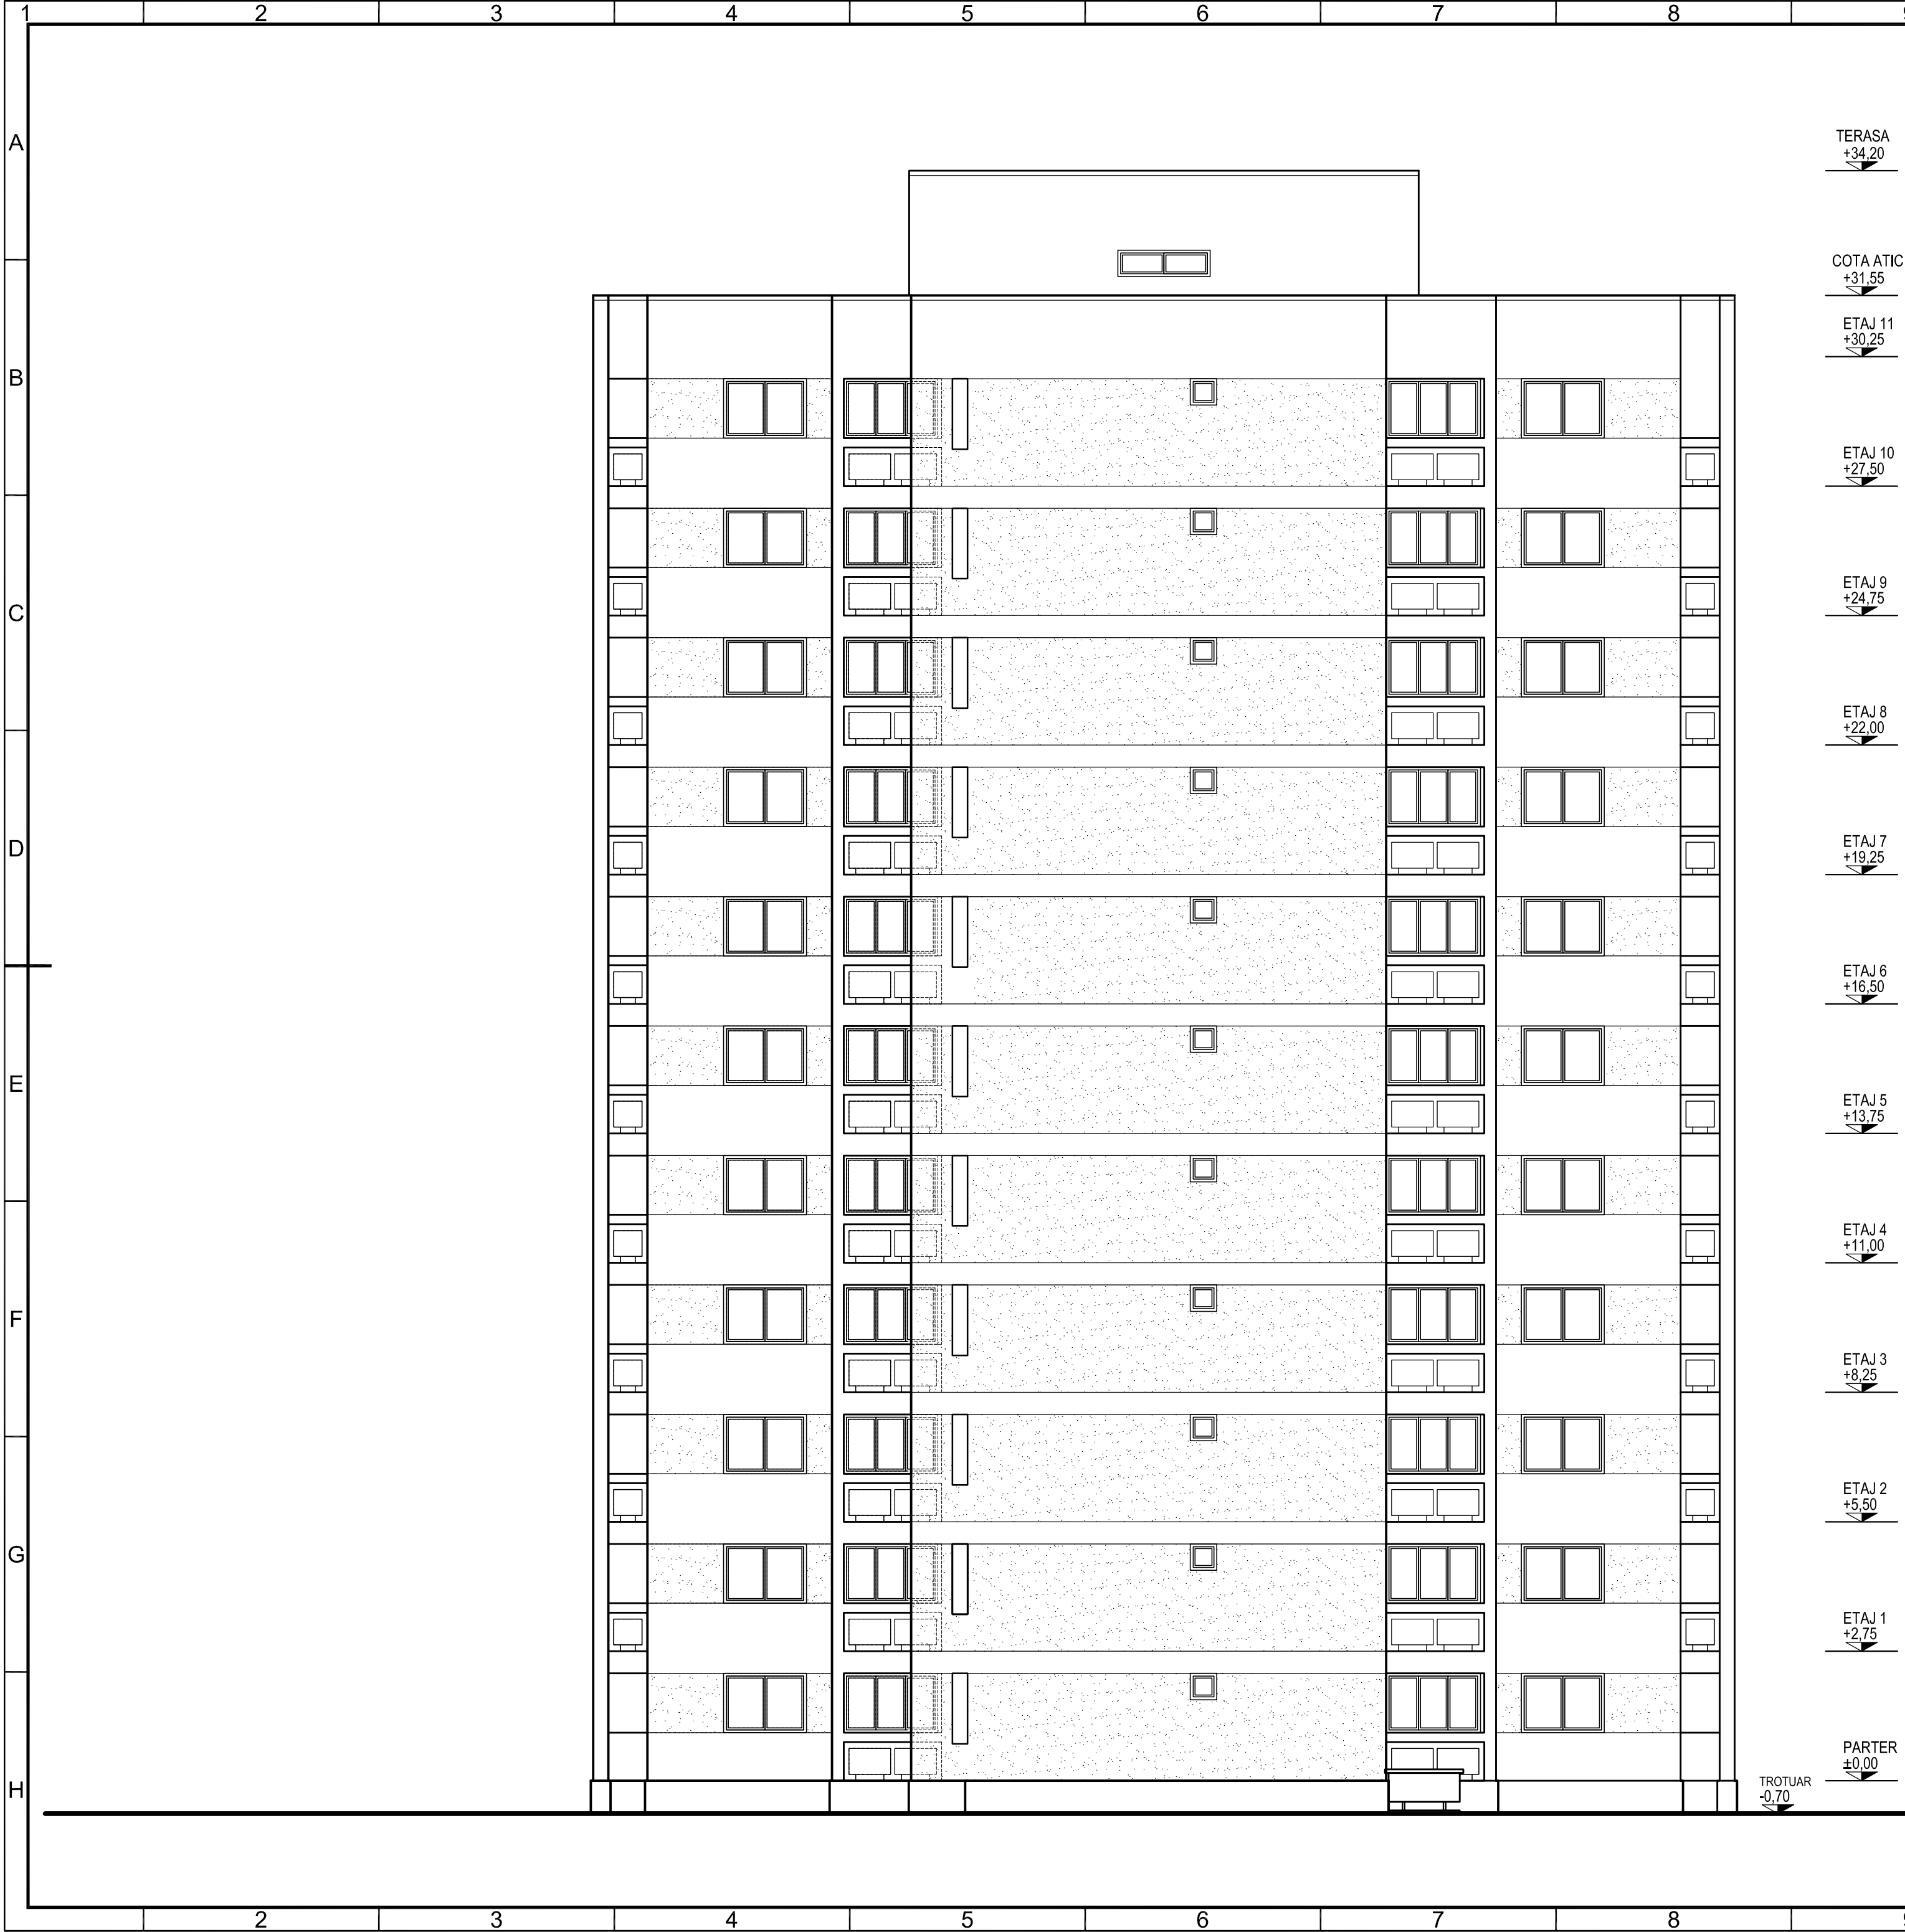 1 2 3 4 5 6 7 8
A
TERASA
+34,20
COTA ATIC
+31,55
ETAJ 11
+30,25
B
ETAJ 10
+27,50
C
ETAJ 9
+24,75
ETAJ 8
+22,00
D
ETAJ 7
+19,25
ETAJ 6
+16,50
E
ETAJ 5
+13,75
ETAJ 4
+11,00
F
ETAJ 3
+8,25
ETAJ 2
+5,50
G
ETAJ 1
+2,75
PARTER
±0,00
H
TROTUAR
-0,70
2 3 4 5 6 7 8